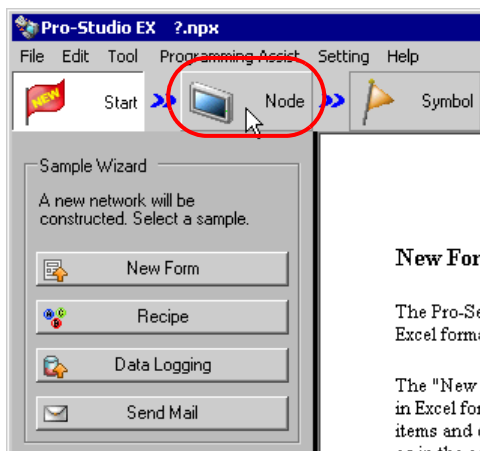 Pro-Studio EX ?.npx
File Edit Tool Programming Assist Setting Help
NEW Start Node Symbol
Sample Wizard
A new network will be
constructed. Select a sample.
New Form
Recipe
Data Logging
Send Mail
New For
The Pro-Se
Excel forma
The "New
in Excel for
items and